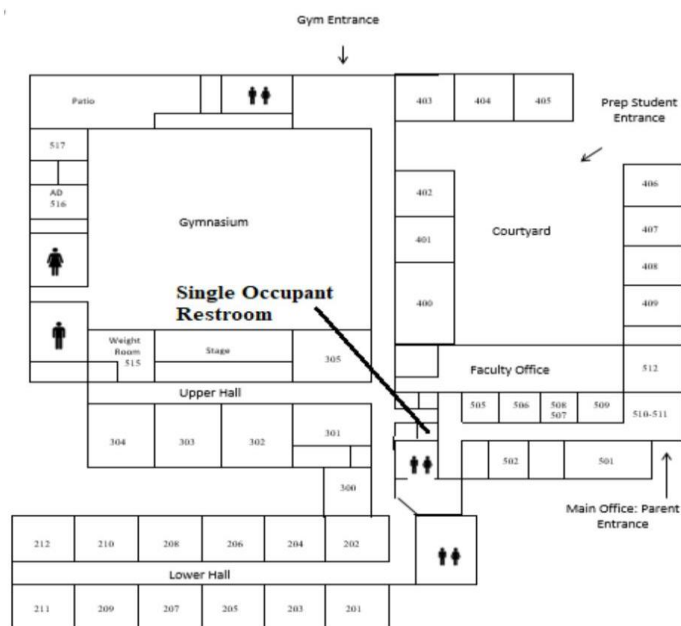 Gym Entrance
Patio
403
404
405
Prep Student
Entrance
517
AD
516
402
406
Gymnasium
401
Courtyard
407
408
Single Occupant
Restroom
400
409
Weight
Room
515
Stage
305
Faculty Office
512
Upper Hall
505
506
508
507
509
510-511
304
303
302
301
502
501
300
Main Office: Parent
Entrance
212
210
208
206
204
202
Lower Hall
211
209
207
205
203
201